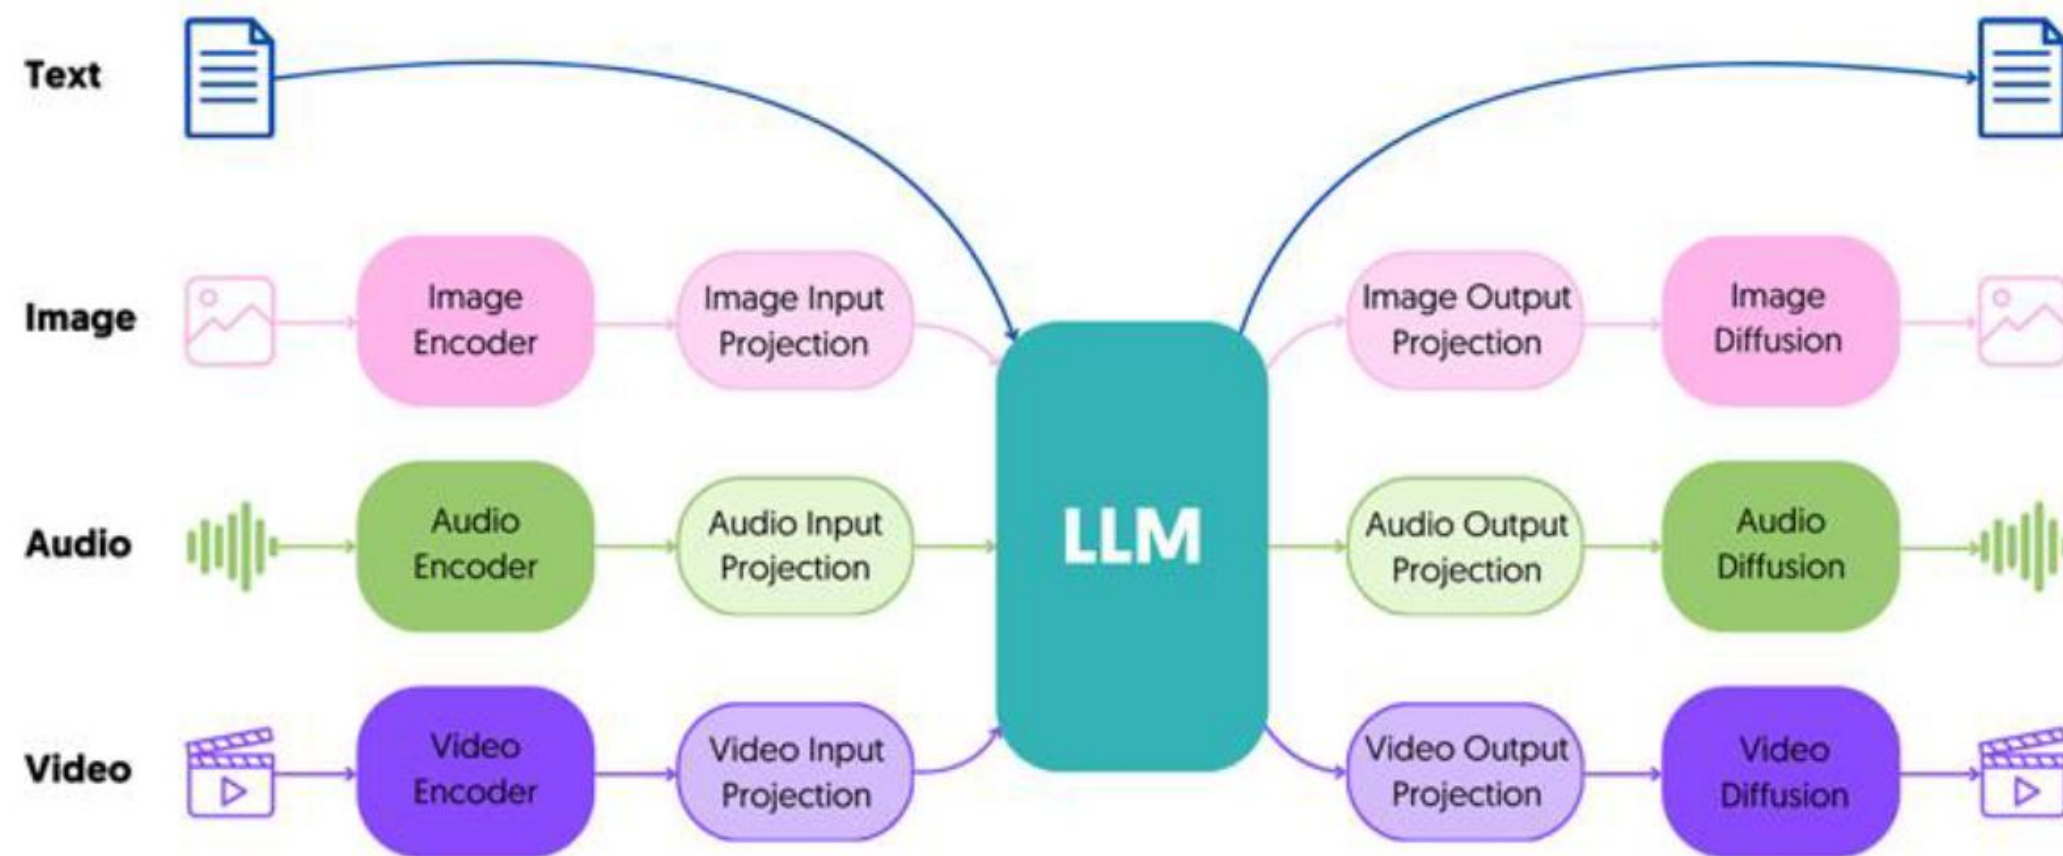 Text
Image
Image
Encoder
Image Input
Projection
Image Output
Projection
Image
Diffusion
Audio
Audio
Encoder
Audio Input
Projection
LLM
Audio Output
Projection
Audio
Diffusion
Video
Video
Encoder
Video Input
Projection
Video Output
Projection
Video
Diffusion